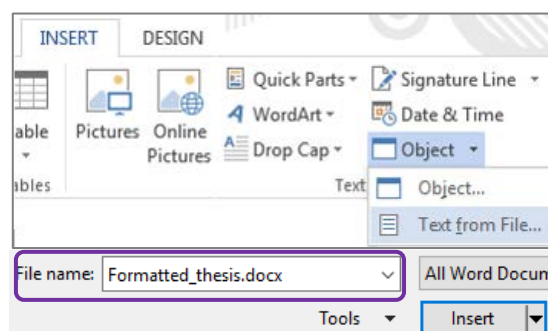 INSERT DESIGN
Quick Parts Signature Line
able Pictures Online Pictures WordArt Date & Time
Drop Cap Object
ables Text Object...
Text from File...
File name: Formatted_thesis.docx All Word Docum
Tools Insert